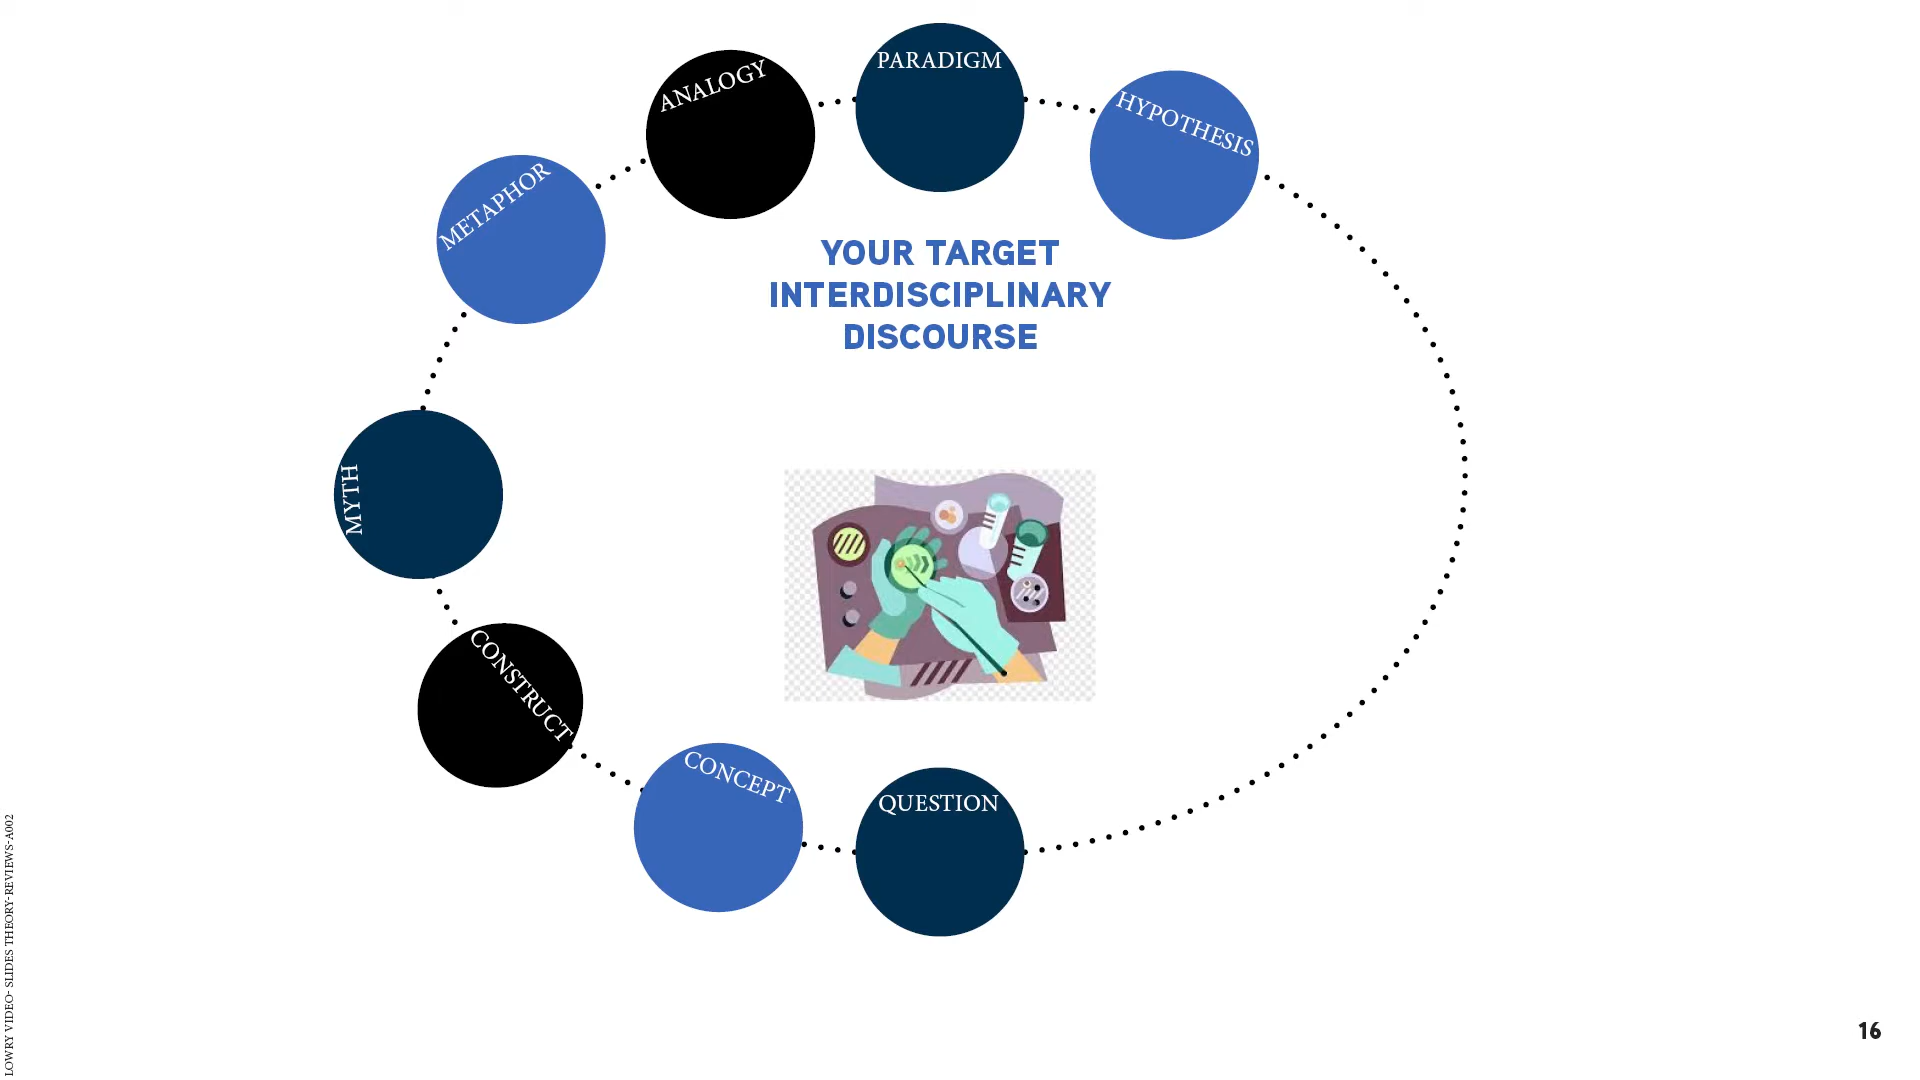 PARADIGM
ANALOGY
HYPOTHESIS
METAPHOR
YOUR TARGET
INTERDISCIPLINARY
DISCOURSE
MYTH
CONSTRUCT
CONCEPT
QUESTION
LOWRY VIDEO- SLIDES THEORY-REVIEWS-A002
16